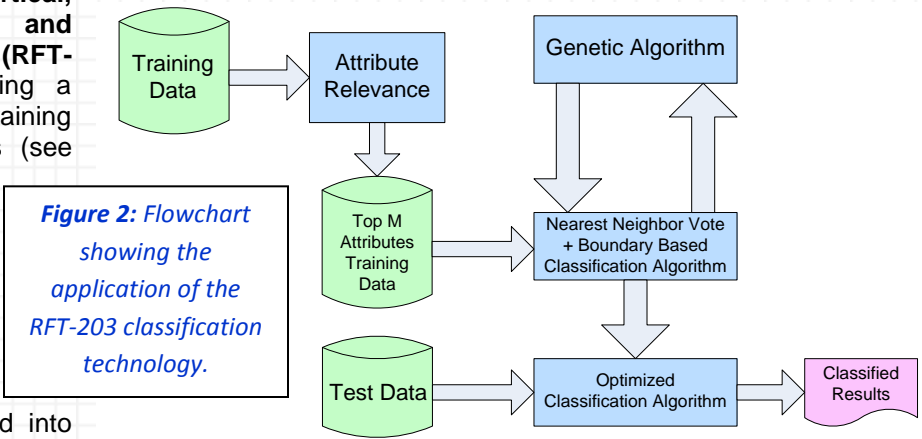 rtical,
and
(RFT-
ing a
raining
s (see
Figure 2: Flowchart
showing the
application of the
RFT-203 classification
technology.
d into
Training
Data
Attribute
Relevance
Genetic Algorithm
Top M
Attributes
Training
Data
Nearest Neighbor Vote
+ Boundary Based
Classification Algorithm
Test Data
Optimized
Classification Algorithm
Classified
Results